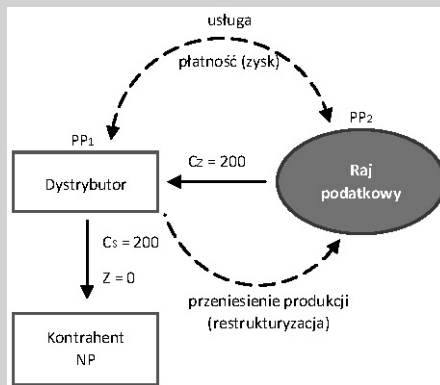 usługa
płatność (zysk)
PP1
PP2
Dystrybutor
Cz = 200
Raj
podatkowy
Cs = 200
Z = 0
przeniesienie produkcji
(restrukturyzacja)
Kontrahent
NP